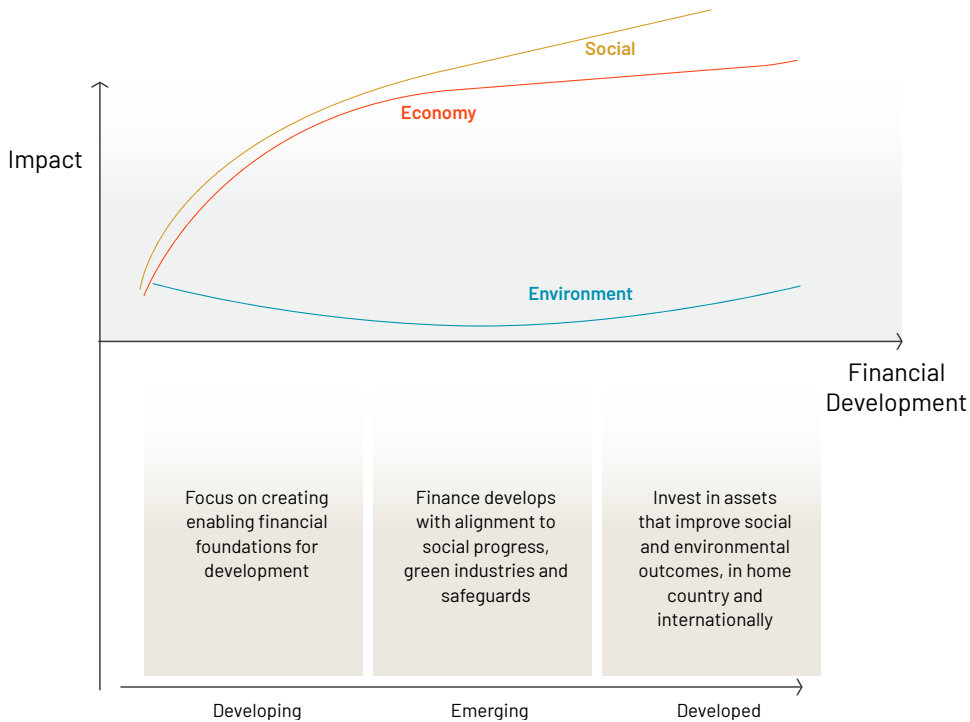 Social
Economy
Impact
Environment
Financial
Development
Focus on creating
enabling financial
foundations for
development
Finance develops
with alignment to
social progress,
green industries and
safeguards
Invest in assets
that improve social
and environmental
outcomes, in home
country and
internationally
Developing
Emerging
Developed